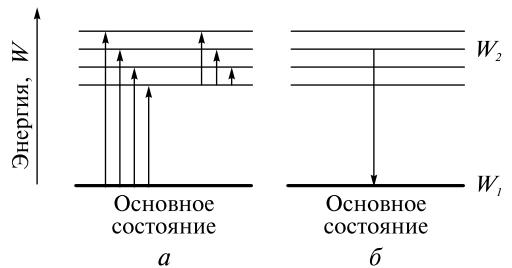 Энергия, W
W₂
W₁
Основное
состояние
а
Основное
состояние
б